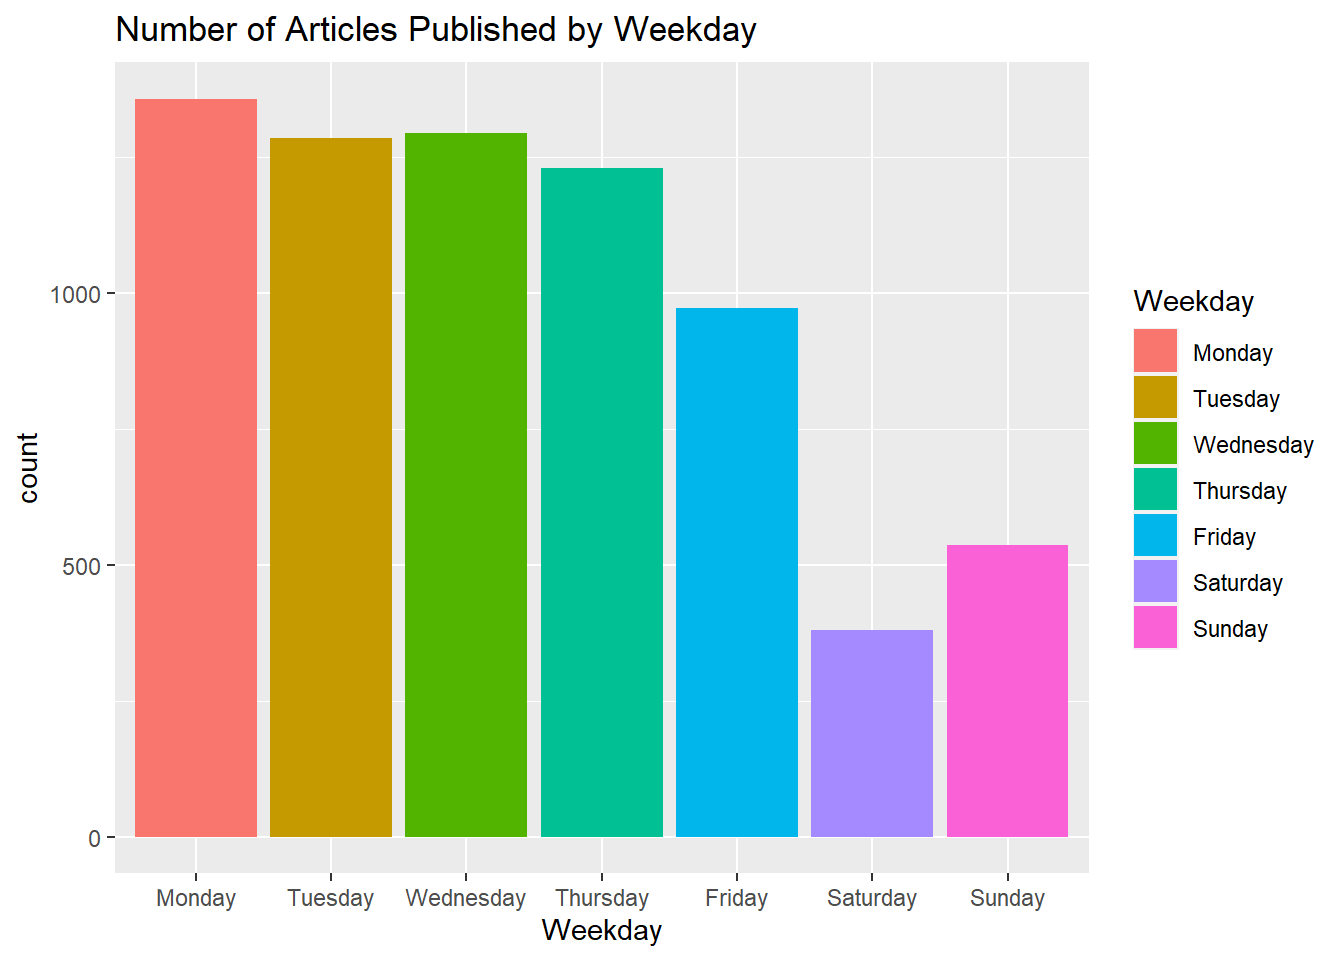 Number of Articles Published by Weekday
count
1000
500
0
Monday Tuesday Wednesday Thursday Friday Saturday Sunday
Weekday
Weekday
Monday
Tuesday
Wednesday
Thursday
Friday
Saturday
Sunday